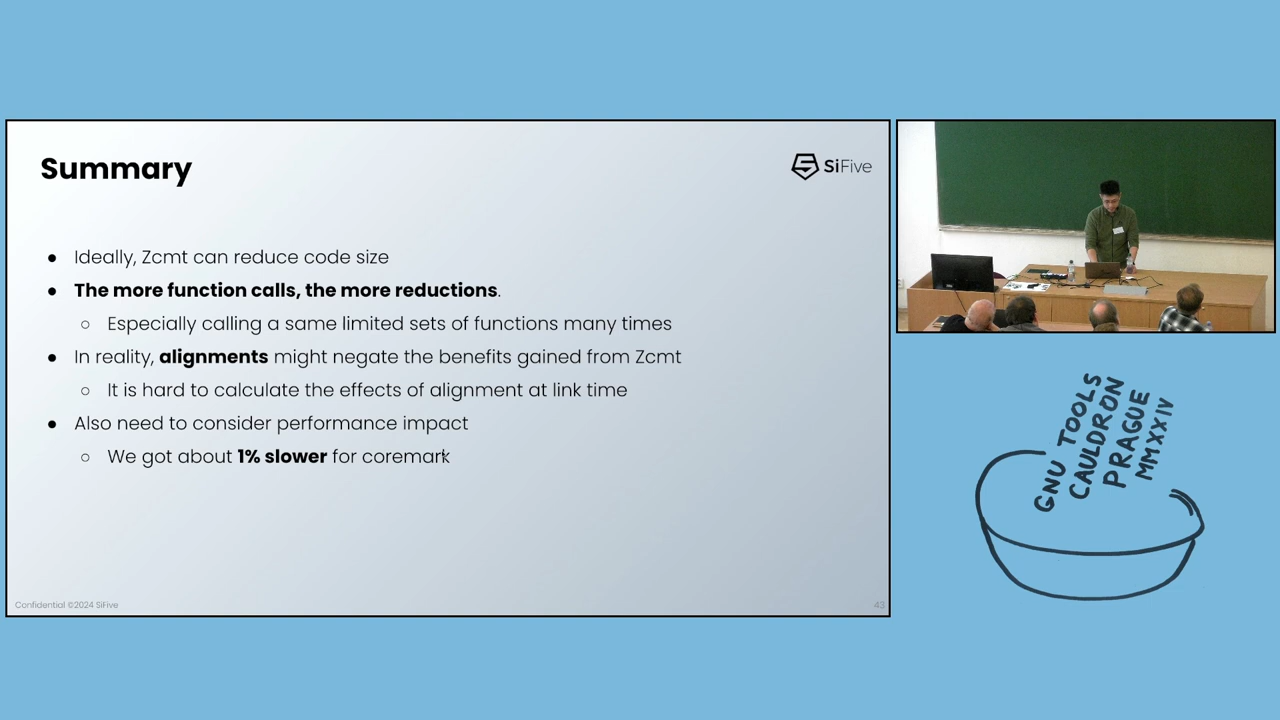 Summary
SiFive
● Ideally, Zcmt can reduce code size
● The more function calls, the more reductions.
○ Especially calling a same limited sets of functions many times
● In reality, alignments might negate the benefits gained from Zcmt
○ It is hard to calculate the effects of alignment at link time
● Also need to consider performance impact
○ We got about 1% slower for coremark
Confidential ©2024 SiFive
43
GNU TOOLS
CAULDRON
PRAGUE
MMXXIV